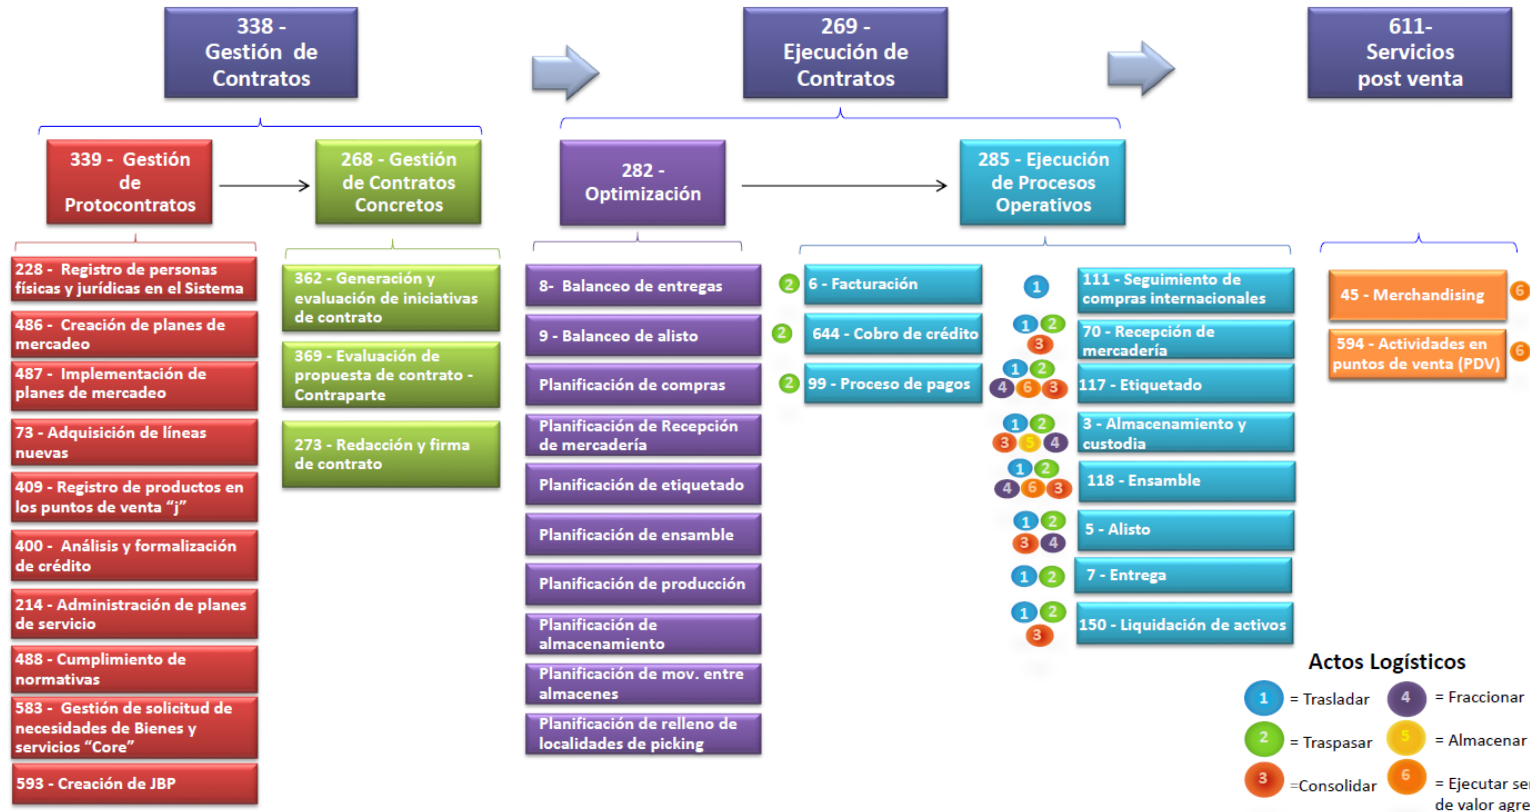 338 -
Gestión de
Contratos
269 -
Ejecución de
Contratos
611-
Servicios
post venta
339 - Gestión
de
Protocontratos
268 - Gestión
de Contratos
Concretos
282 -
Optimización
285 - Ejecución
de Procesos
Operativos
228 - Registro de personas
físicas y jurídicas en el Sistema
486 - Creación de planes de
mercadeo
487 - Implementación de
planes de mercadeo
73 - Adquisición de líneas
nuevas
409 - Registro de productos en
los puntos de venta “j”
400 - Análisis y formalización
de crédito
214 - Administración de planes
de servicio
488 - Cumplimiento de
normativas
583 - Gestión de solicitud de
necesidades de Bienes y
servicios “Core”
593 - Creación de JBP
362 - Generación y
evaluación de iniciativas
de contrato
369 - Evaluación de
propuesta de contrato -
Contraparte
273 - Redacción y firma
de contrato
8- Balanceo de entregas
9 - Balanceo de alisto
Planificación de compras
Planificación de Recepción
de mercadería
Planificación de etiquetado
Planificación de ensamble
Planificación de producción
Planificación de
almacenamiento
Planificación de mov. entre
almacenes
Planificación de relleno de
localidades de picking
2 6 - Facturación
2 644 - Cobro de crédito
2 99 - Proceso de pagos
1
111 - Seguimiento de
compras internacionales
1 2
3
70 - Recepción de
mercadería
1 2
4 6 3
117 - Etiquetado
1 2
3 5 4
3 - Almacenamiento y
custodia
1 2
4 6 3
118 - Ensamble
1 2
3 4
5 - Alisto
1 2
7 - Entrega
1 2
3
150 - Liquidación de activos
45 - Merchandising 6
594 - Actividades en
puntos de venta (PDV)
6
Actos Logísticos
1 = Trasladar 4 = Fraccionar
2 = Traspasar 5 = Almacenar
3 =Consolidar 6 = Ejecutar ser
de valor agre